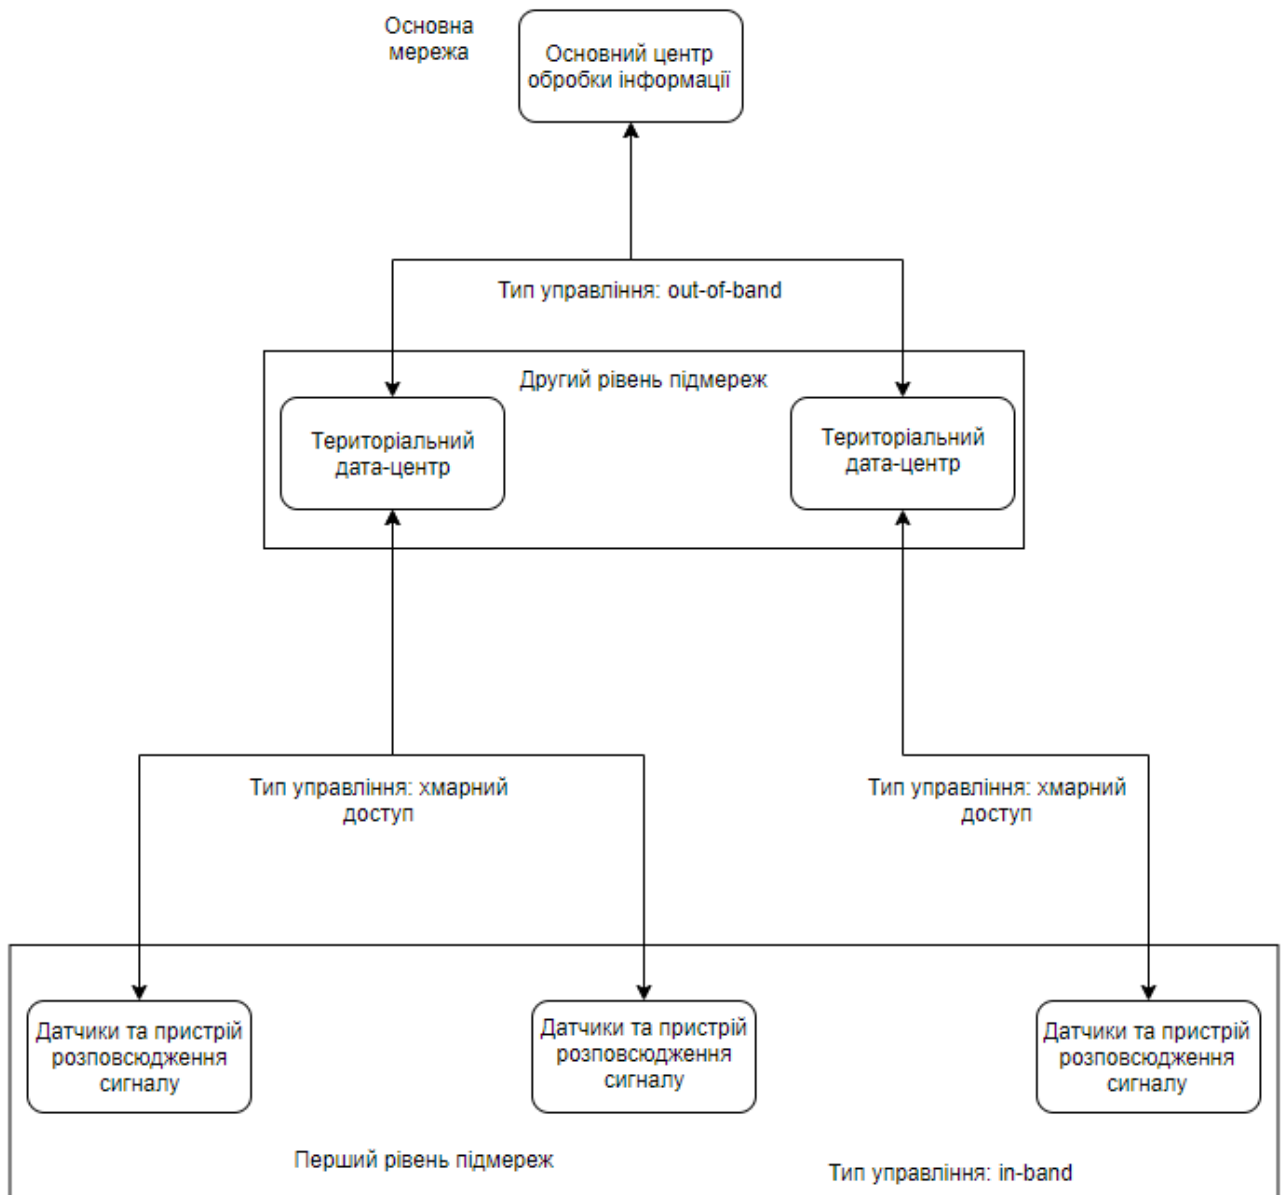 Основна
мережа
Основний центр
обробки інформації
Тип управління: out-of-band
Другий рівень підмереж
Територіальний
дата-центр
Територіальний
дата-центр
Тип управління: хмарний
доступ
Тип управління: хмарний
доступ
Датчики та пристрій
розповсюдження
сигналу
Датчики та пристрій
розповсюдження
сигналу
Датчики та пристрій
розповсюдження
сигналу
Перший рівень підмереж
Тип управління: in-band